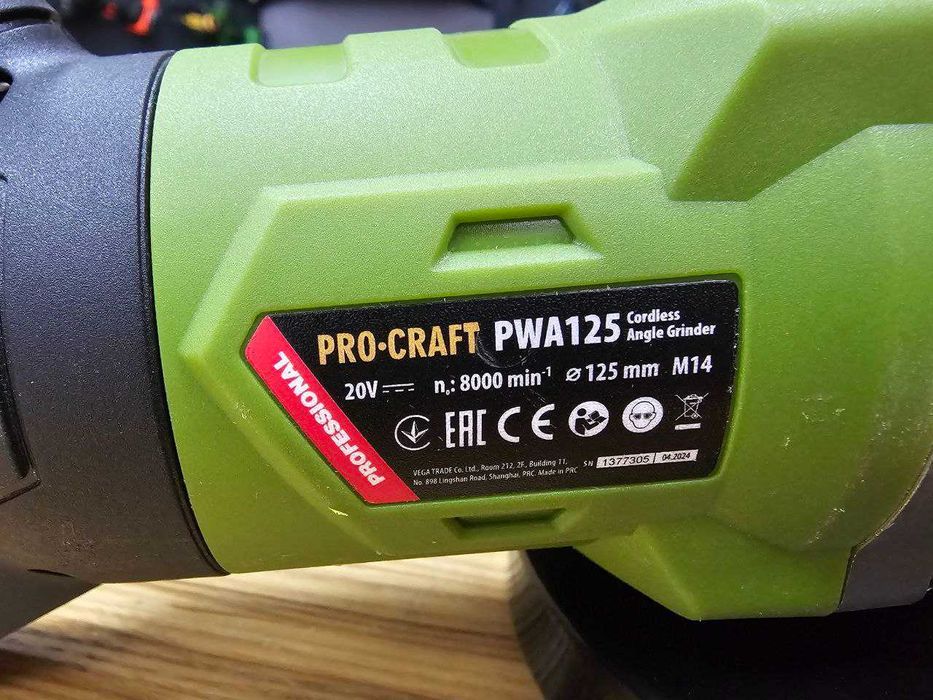 PRO·CRAFT PWA125 Cordless
Angle Grinder
PROFESSIONAL
20V n₀: 8000 min⁻¹ ⌀ 125 mm M14
EAC CE
VEGA TRADE Co. Ltd., Room 212, 2F., Building 11,
No. 898 Lingshan Road, Shanghai, PRC. Made in PRC
SN 1377305 04.2024